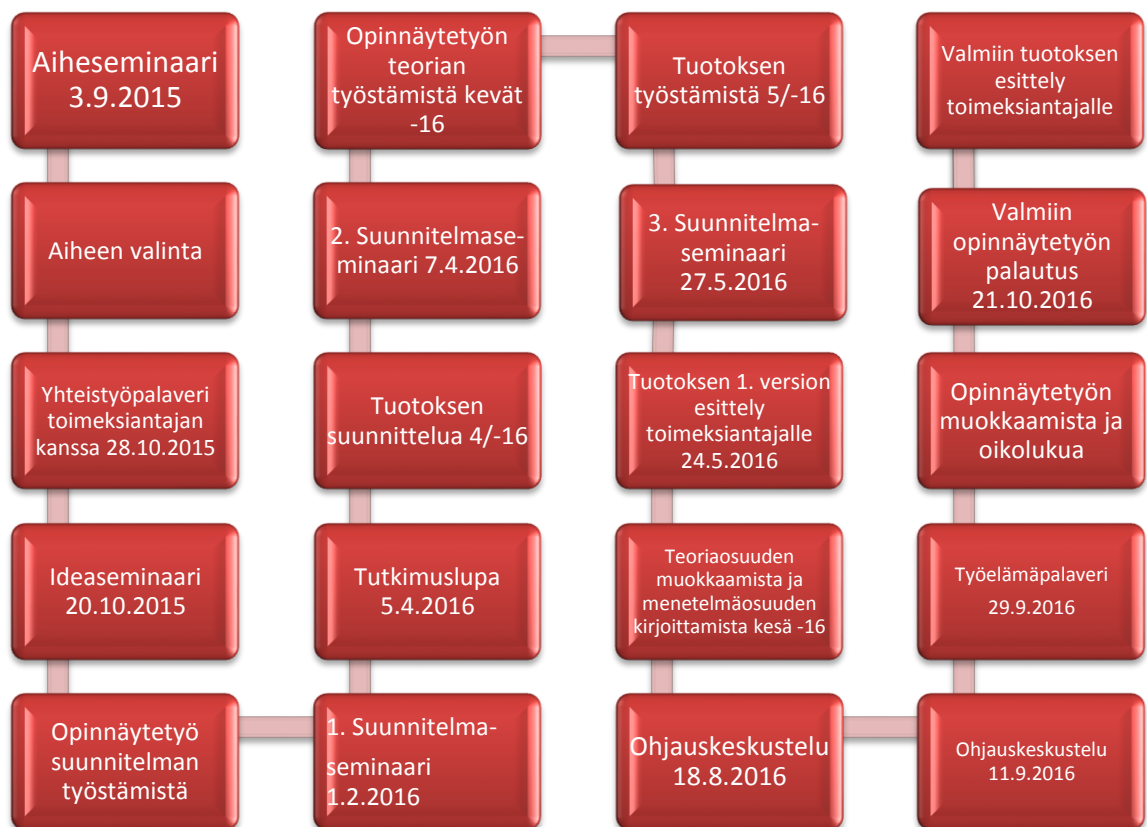 Aiheseminaari
3.9.2015
Aiheen valinta
Yhteistyöpalaveri
toimeksiantajan
kanssa 28.10.2015
Ideaseminaari
20.10.2015
Opinnäytetyö
suunnitelman
työstämistä
1. Suunnitelma-
seminaari
1.2.2016
Tutkimuslupa
5.4.2016
Tuotoksen
suunnittelua 4/-16
2. Suunnitelmase-
minaari 7.4.2016
Opinnäytetyön
teorian
työstämistä kevät
-16
Tuotoksen
työstämistä 5/-16
3. Suunnitelma-
seminaari
27.5.2016
Tuotoksen 1. version
esittely
toimeksiantajalle
24.5.2016
Teoriaosuuden
muokkaamista ja
menetelmäosuuden
kirjoittamista kesä -16
Ohjauskeskustelu
18.8.2016
Ohjauskeskustelu
11.9.2016
Työelämäpalaveri
29.9.2016
Opinnäytetyön
muokkaamista ja
oikolukua
Valmiin
opinnäytetyön
palautus
21.10.2016
Valmiin tuotoksen
esittely
toimeksiantajalle